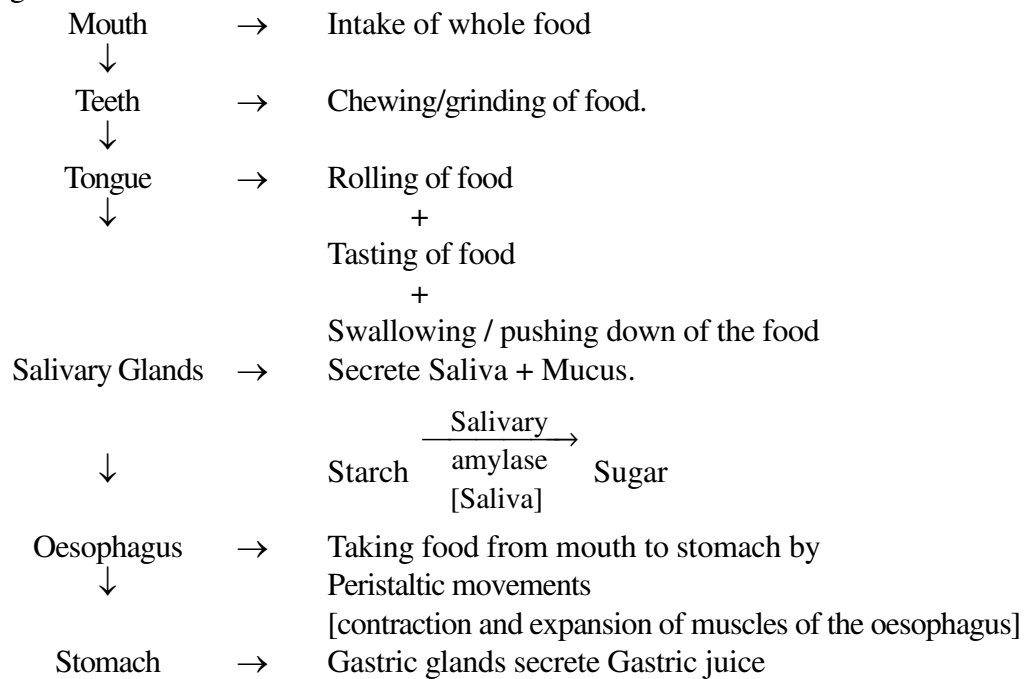 Mouth → Intake of whole food
↓
Teeth → Chewing/grinding of food.
↓
Tongue → Rolling of food
↓ +
Tasting of food
+
Swallowing / pushing down of the food
Salivary Glands → Secrete Saliva + Mucus.
Salivary
↓ Starch amylase Sugar
[Saliva]
Oesophagus → Taking food from mouth to stomach by
↓ Peristaltic movements
[contraction and expansion of muscles of the oesophagus]
Stomach → Gastric glands secrete Gastric juice